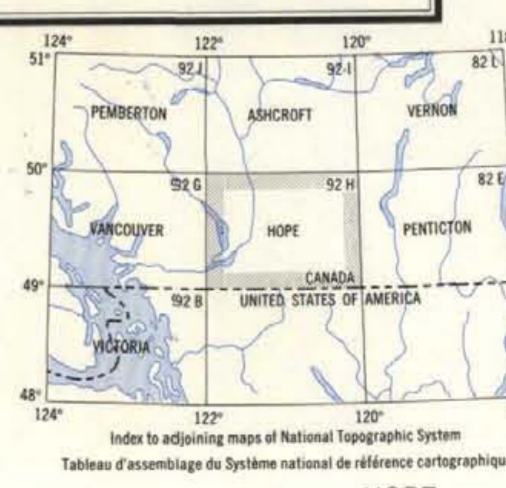 124° 122° 120° 118
51° 92 J 92 I 82 L
PEMBERTON ASHCROFT VERNON
50° 92 G 92 H 82 E
VANCOUVER HOPE PENTICTON
49° CANADA
92 B UNITED STATES OF AMERICA
VICTORIA
48°
124° 122° 120°
Index to adjoining maps of National Topographic System
Tableau d'assemblage du Système national de référence cartographiqu